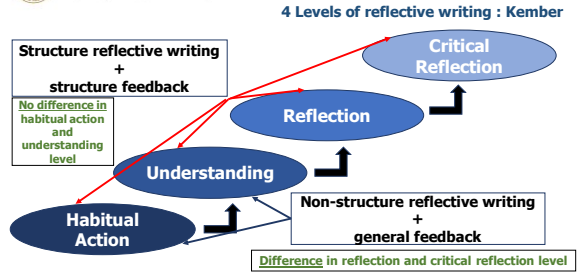 4 Levels of reflective writing : Kember
Structure reflective writing
+
structure feedback
No difference in
habitual action
and
understanding
level
Critical
Reflection
Reflection
Understanding
Habitual
Action
Non-structure reflective writing
+
general feedback
Difference in reflection and critical reflection level